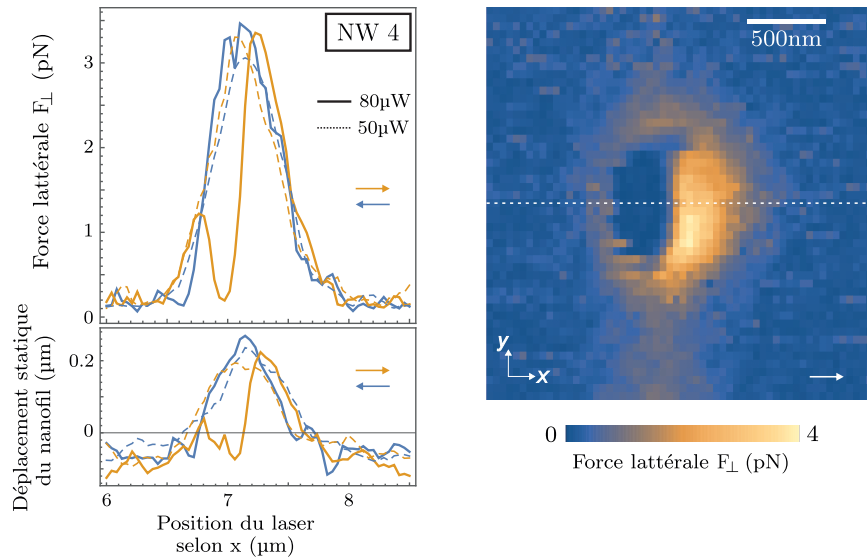 NW 4
80µW
50µW
Force lattérale F⊥ (pN)
3
2
1
0
Déplacement statique
du nanofil (µm)
0.2
0
6
7
8
Position du laser
selon x (µm)
500nm
y
x
0
4
Force lattérale F⊥ (pN)